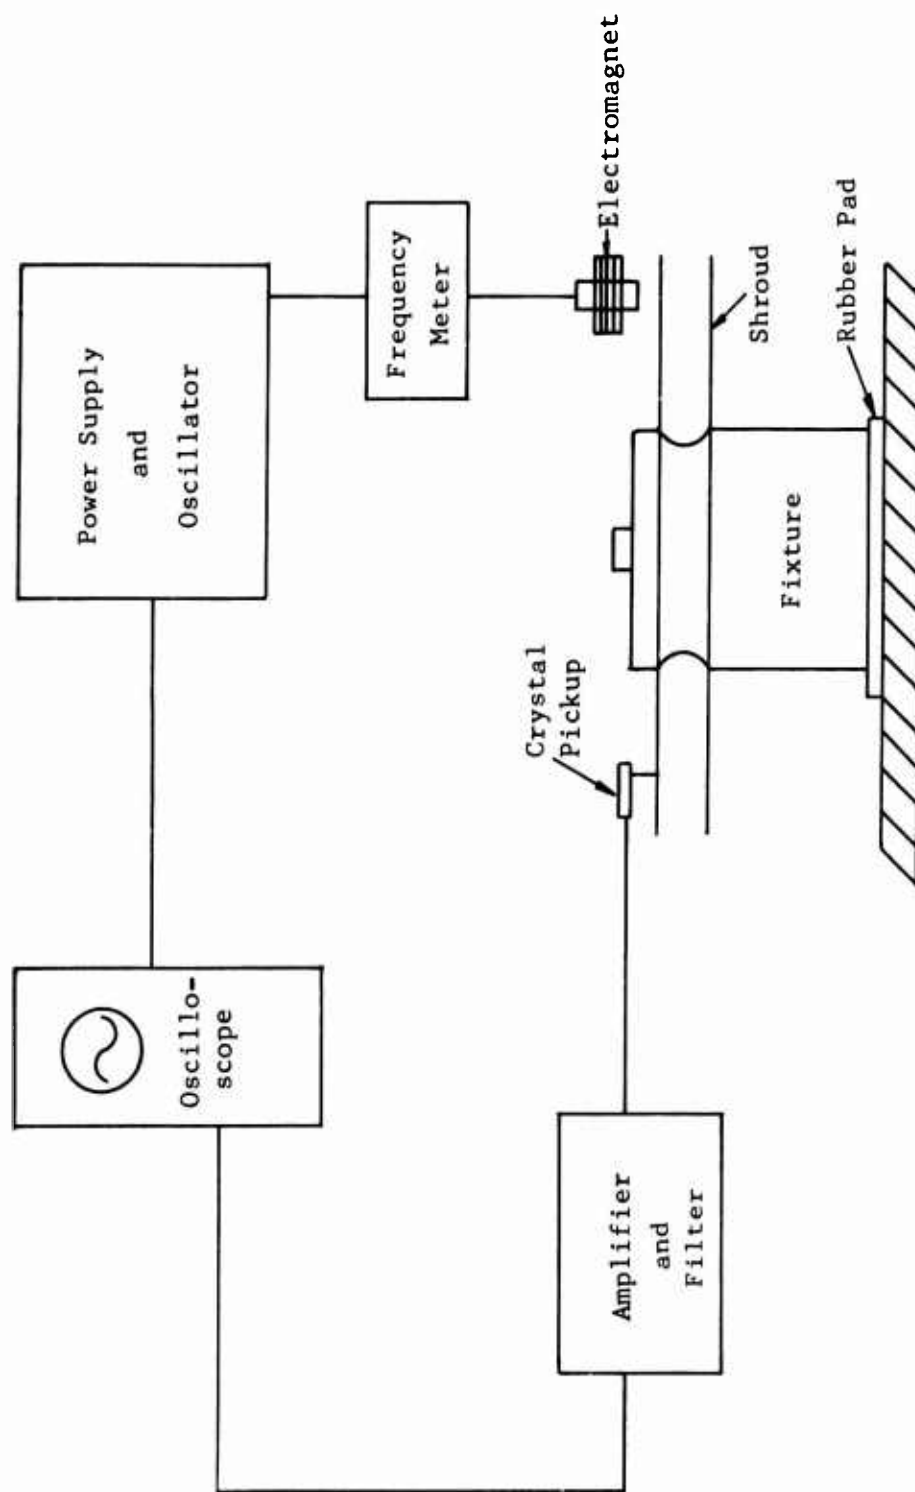 Power Supply
and
Oscillator
Oscillo-
scope
Frequency
Meter
Electromagnet
Crystal
Pickup
Shroud
Fixture
Rubber Pad
Amplifier
and
Filter